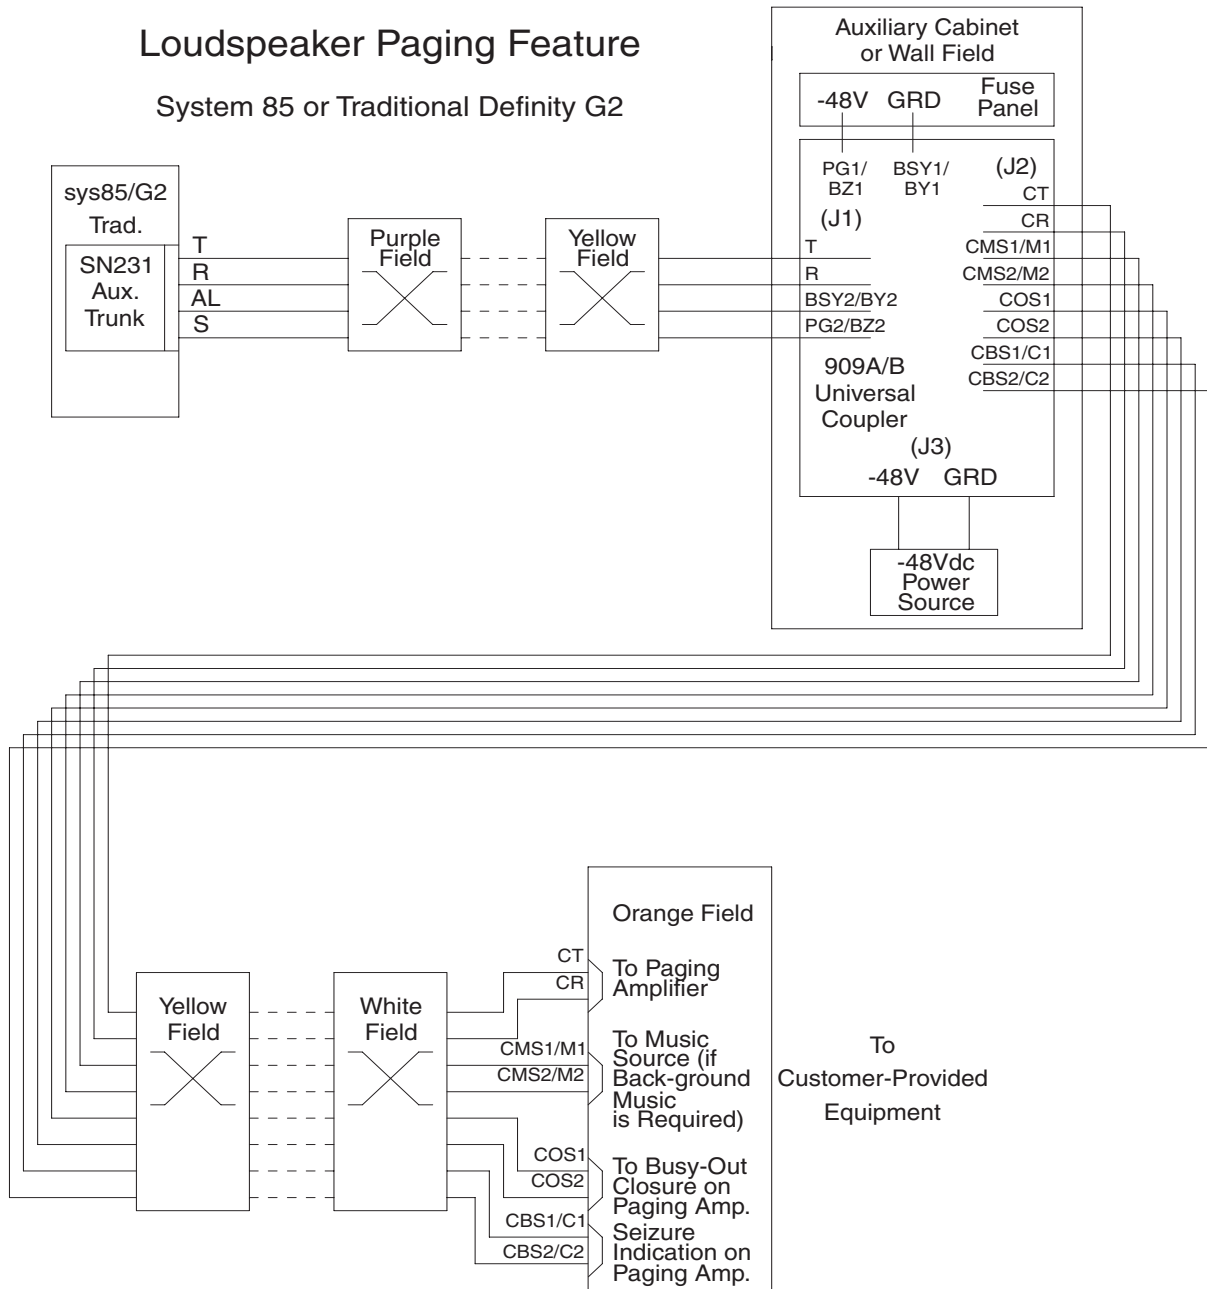 Loudspeaker Paging Feature
System 85 or Traditional Definity G2
Auxiliary Cabinet
or Wall Field
-48V GRD
Fuse
Panel
PG1/
BZ1
BSY1/
BY1
(J2)
(J1)
CT
CR
CMS1/M1
CMS2/M2
COS1
COS2
CBS1/C1
CBS2/C2
T
R
BSY2/BY2
PG2/BZ2
909A/B
Universal
Coupler
(J3)
-48V GRD
-48Vdc
Power
Source
sys85/G2
Trad.
SN231
Aux.
Trunk
T
R
AL
S
Purple
Field
Yellow
Field
Yellow
Field
White
Field
Orange Field
CT
CR
To Paging
Amplifier
CMS1/M1
CMS2/M2
To Music
Source (if
Back-ground
Music
is Required)
COS1
COS2
To Busy-Out
Closure on
Paging Amp.
CBS1/C1
CBS2/C2
Seizure
Indication on
Paging Amp.
To
Customer-Provided
Equipment